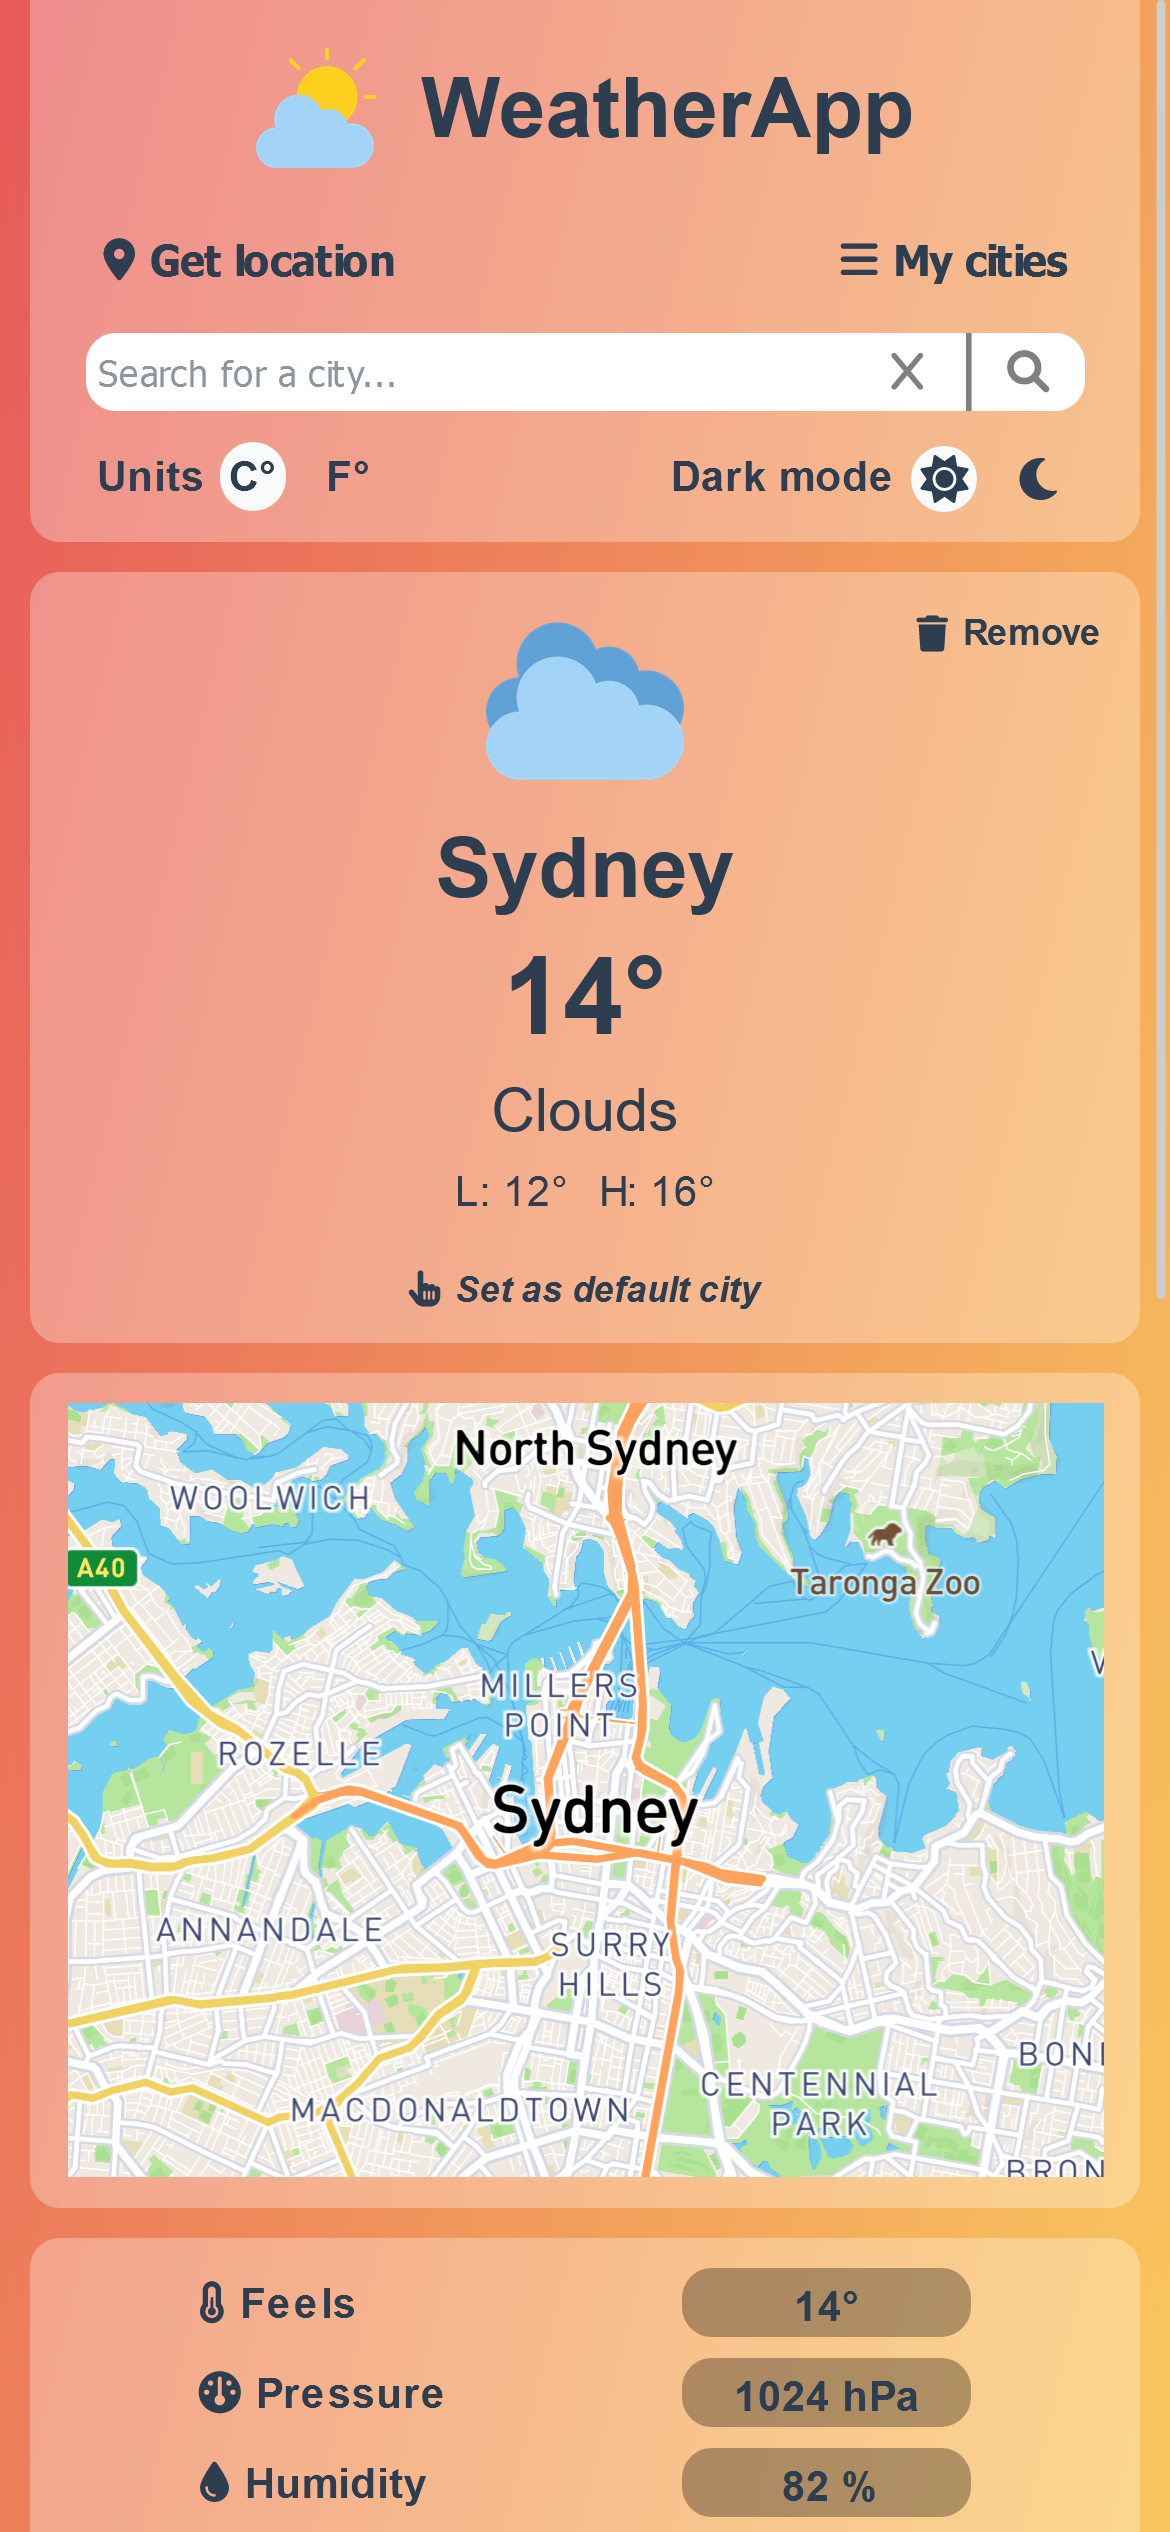 WeatherApp
Get location
My cities
Search for a city...
Units C° F°
Dark mode
Remove
Sydney
14°
Clouds
L: 12° H: 16°
Set as default city
North Sydney
WOOLWICH
A40
Taronga Zoo
MILLERS
POINT
ROZELLE
Sydney
ANNANDALE
SURRY
HILLS
BON
CENTENNIAL
PARK
MACDONALDTOWN
BRON
Feels 14°
Pressure 1024 hPa
Humidity 82 %